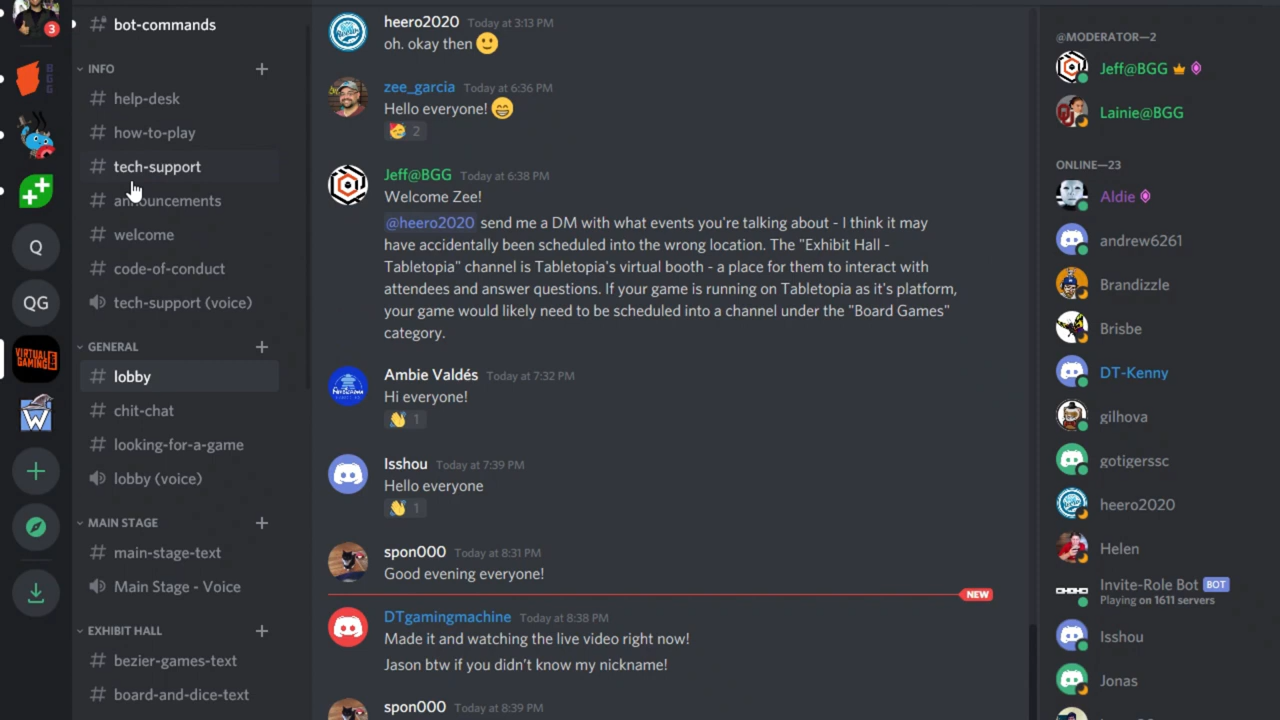 3
BGG
Q
QG
VIRTUAL
GAMING
W
bot-commands
INFO
help-desk
how-to-play
tech-support
announcements
welcome
code-of-conduct
tech-support (voice)
GENERAL
lobby
chit-chat
looking-for-a-game
lobby (voice)
MAIN STAGE
main-stage-text
Main Stage - Voice
EXHIBIT HALL
bezier-games-text
board-and-dice-text
heero2020 Today at 3:13 PM
oh. okay then
zee_garcia Today at 6:36 PM
Hello everyone!
2
Jeff@BGG Today at 6:38 PM
Welcome Zee!
@heero2020 send me a DM with what events you're talking about - I think it may
have accidentally been scheduled into the wrong location. The "Exhibit Hall -
Tabletopia" channel is Tabletopia's virtual booth - a place for them to interact with
attendees and answer questions. If your game is running on Tabletopia as it's platform,
your game would likely need to be scheduled into a channel under the "Board Games"
category.
Ambie Valdés Today at 7:32 PM
Hi everyone!
1
Isshou Today at 7:39 PM
Hello everyone
1
spon000 Today at 8:31 PM
Good evening everyone!
NEW
DTgamingmachine Today at 8:38 PM
Made it and watching the live video right now!
Jason btw if you didn't know my nickname!
spon000 Today at 8:39 PM
@MODERATOR—2
Jeff@BGG
Lainie@BGG
ONLINE—23
Aldie
andrew6261
Brandizzle
Brisbe
DT-Kenny
gilhova
gotigerssc
heero2020
Helen
Invite-Role Bot BOT
Playing on 1611 servers
Isshou
Jonas